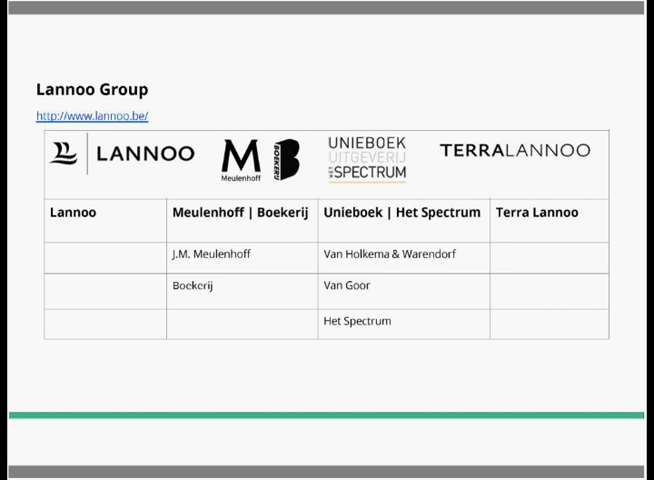 Lannoo Group
http://www.lannoo.be/
LANNOO
M BOEKERIJ
Meulenhoff
UNIEBOEK
UITGEVERIJ
HET SPECTRUM
TERRALANNOO
Lannoo Meulenhoff | Boekerij Unieboek | Het Spectrum Terra Lannoo
J.M. Meulenhoff Van Holkema & Warendorf
Boekerij Van Goor
Het Spectrum